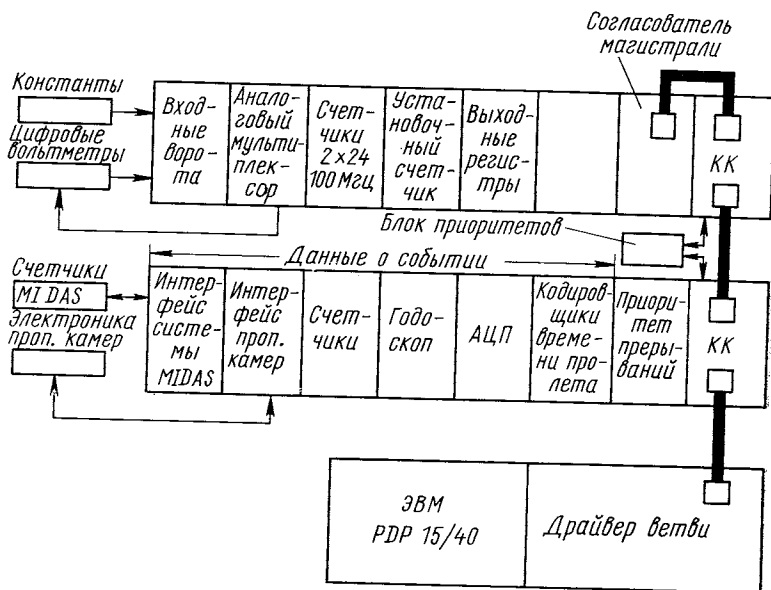 Согласователь
магистрали
Константы
Цифровые
вольтметры
Вход-
ные
воро-
та
Анало-
говый
мульти-
плек-
сор
Счет-
чики
2×24
100 Мгц
Уста-
новоч-
ный
счет-
чик
Выход-
ные
регис-
тры
КК
Блок приоритетов
Данные о событии
Счетчики
MIDAS
Электроника
проп. камер
Интер-
фейс
систе-
мы
MIDAS
Интер-
фейс
проп.
камер
Счет-
чики
Годо-
скоп
АЦП
Кодиров-
щики
време-
ни про-
лета
Приори-
тет
преры-
ваний
КК
ЭВМ
PDP 15/40
Драйвер ветви